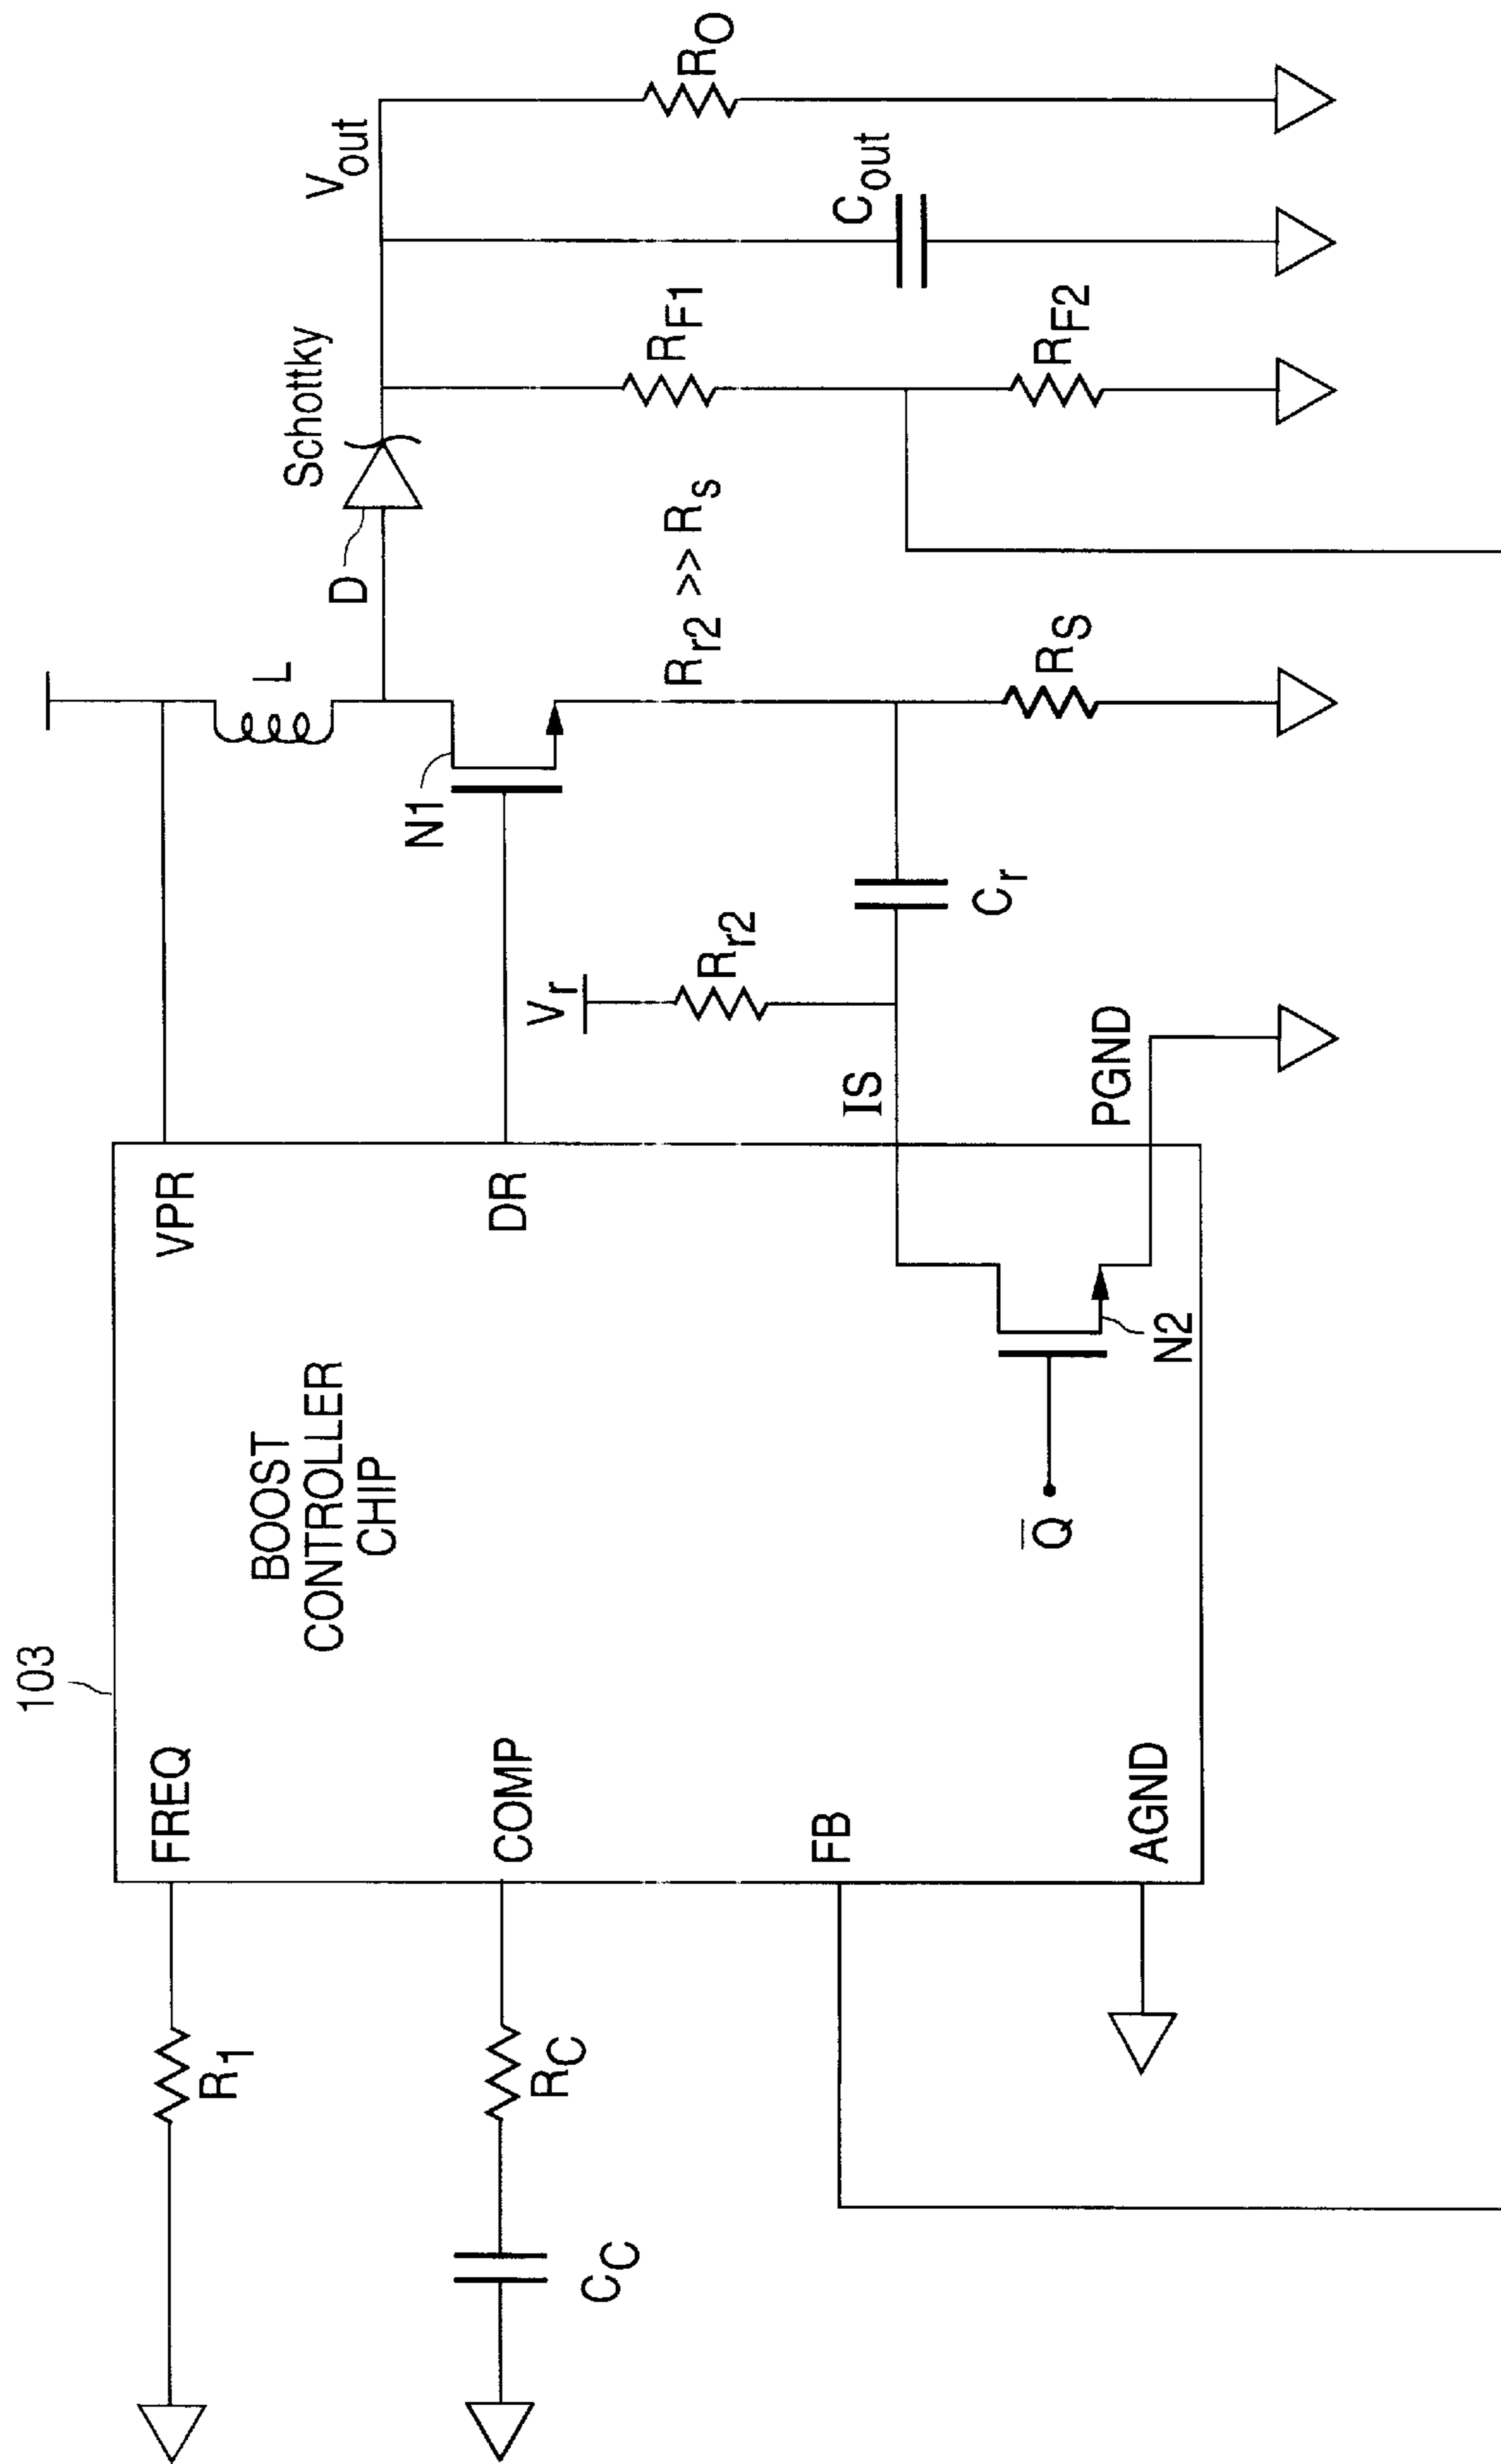 103
FREQ
COMP
FB
AGND
BOOST
CONTROLLER
CHIP
VPR
DR
IS
PGND
Q̅
N2
R1
RC
CC
N1
L
D
Schottky
Vout
Vr
Rr2
Cr
Rr2 >> Rs
RS
RF1
RF2
Cout
RO